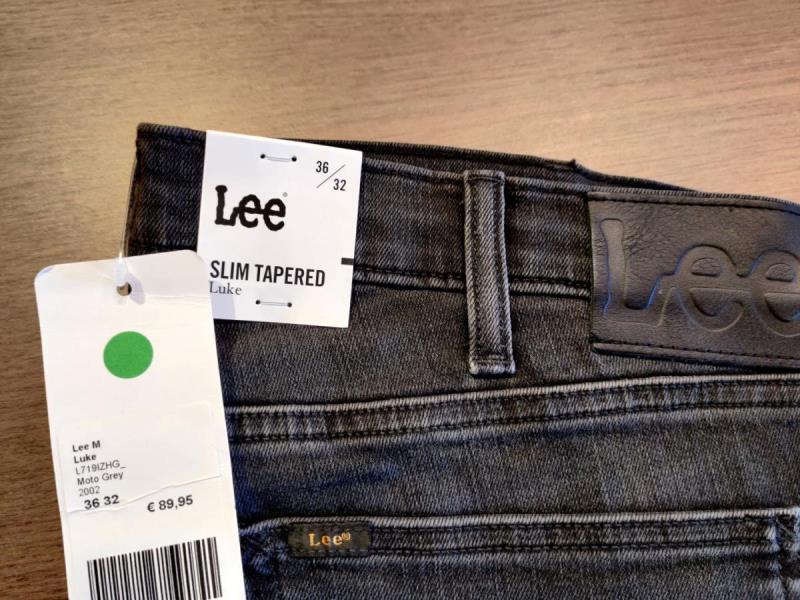 36
32
Lee®
SLIM TAPERED
Luke
Lee
Lee M
Luke
L719IZHG_
Moto Grey
2002
36 32 € 89,95
Lee®